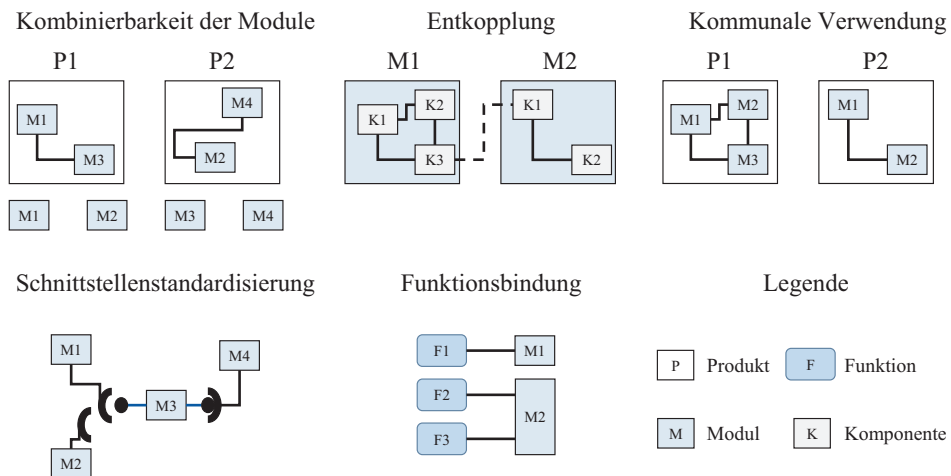 Kombinierbarkeit der Module
Entkopplung
Kommunale Verwendung
P1
P2
M1
M2
P1
P2
M1
M3
M4
M2
K1
K2
K3
K1
K2
M1
M2
M3
M1
M2
M1
M2
M3
M4
Schnittstellenstandardisierung
Funktionsbindung
Legende
M1
M2
M3
M4
F1
M1
F2
F3
M2
P Produkt
F Funktion
M Modul
K Komponente